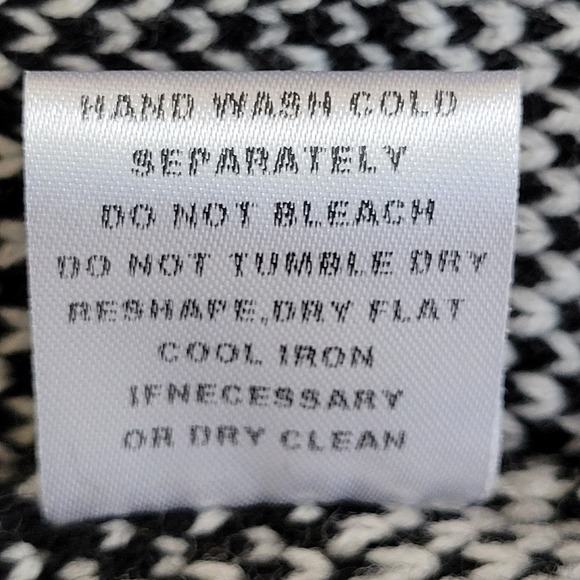 HAND WASH COLD
SEPARATELY
DO NOT BLEACH
DO NOT TUMBLE DRY
RESHAPE,DRY FLAT
COOL IRON
IFNECESSARY
OR DRY CLEAN